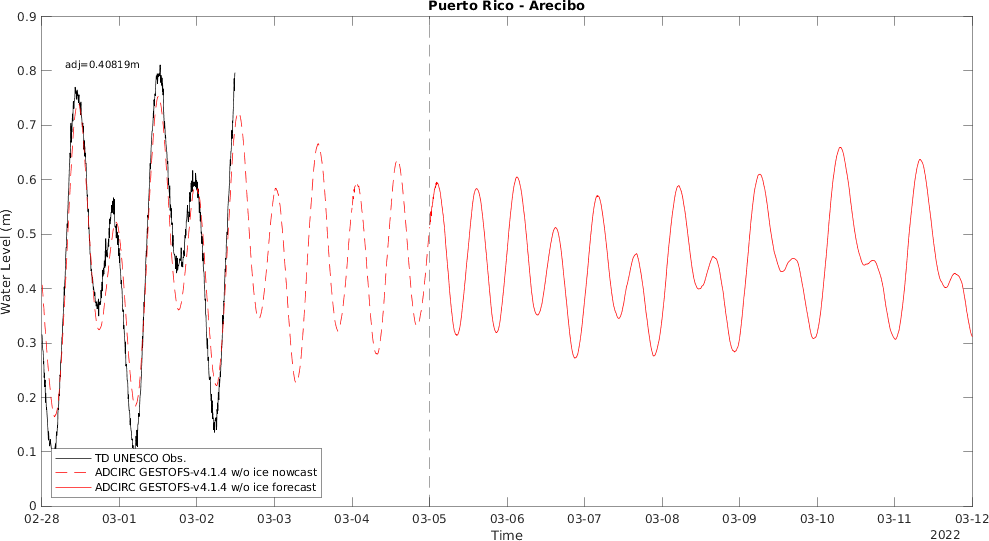 Puerto Rico - Arecibo
0.9
0.8
0.7
0.6
0.5
0.4
0.3
0.2
0.1
0
Water Level (m)
adj=0.40819m
TD UNESCO Obs.
ADCIRC GESTOFS-v4.1.4 w/o ice nowcast
ADCIRC GESTOFS-v4.1.4 w/o ice forecast
02-28 03-01 03-02 03-03 03-04 03-05 03-06 03-07 03-08 03-09 03-10 03-11 03-12
Time
2022